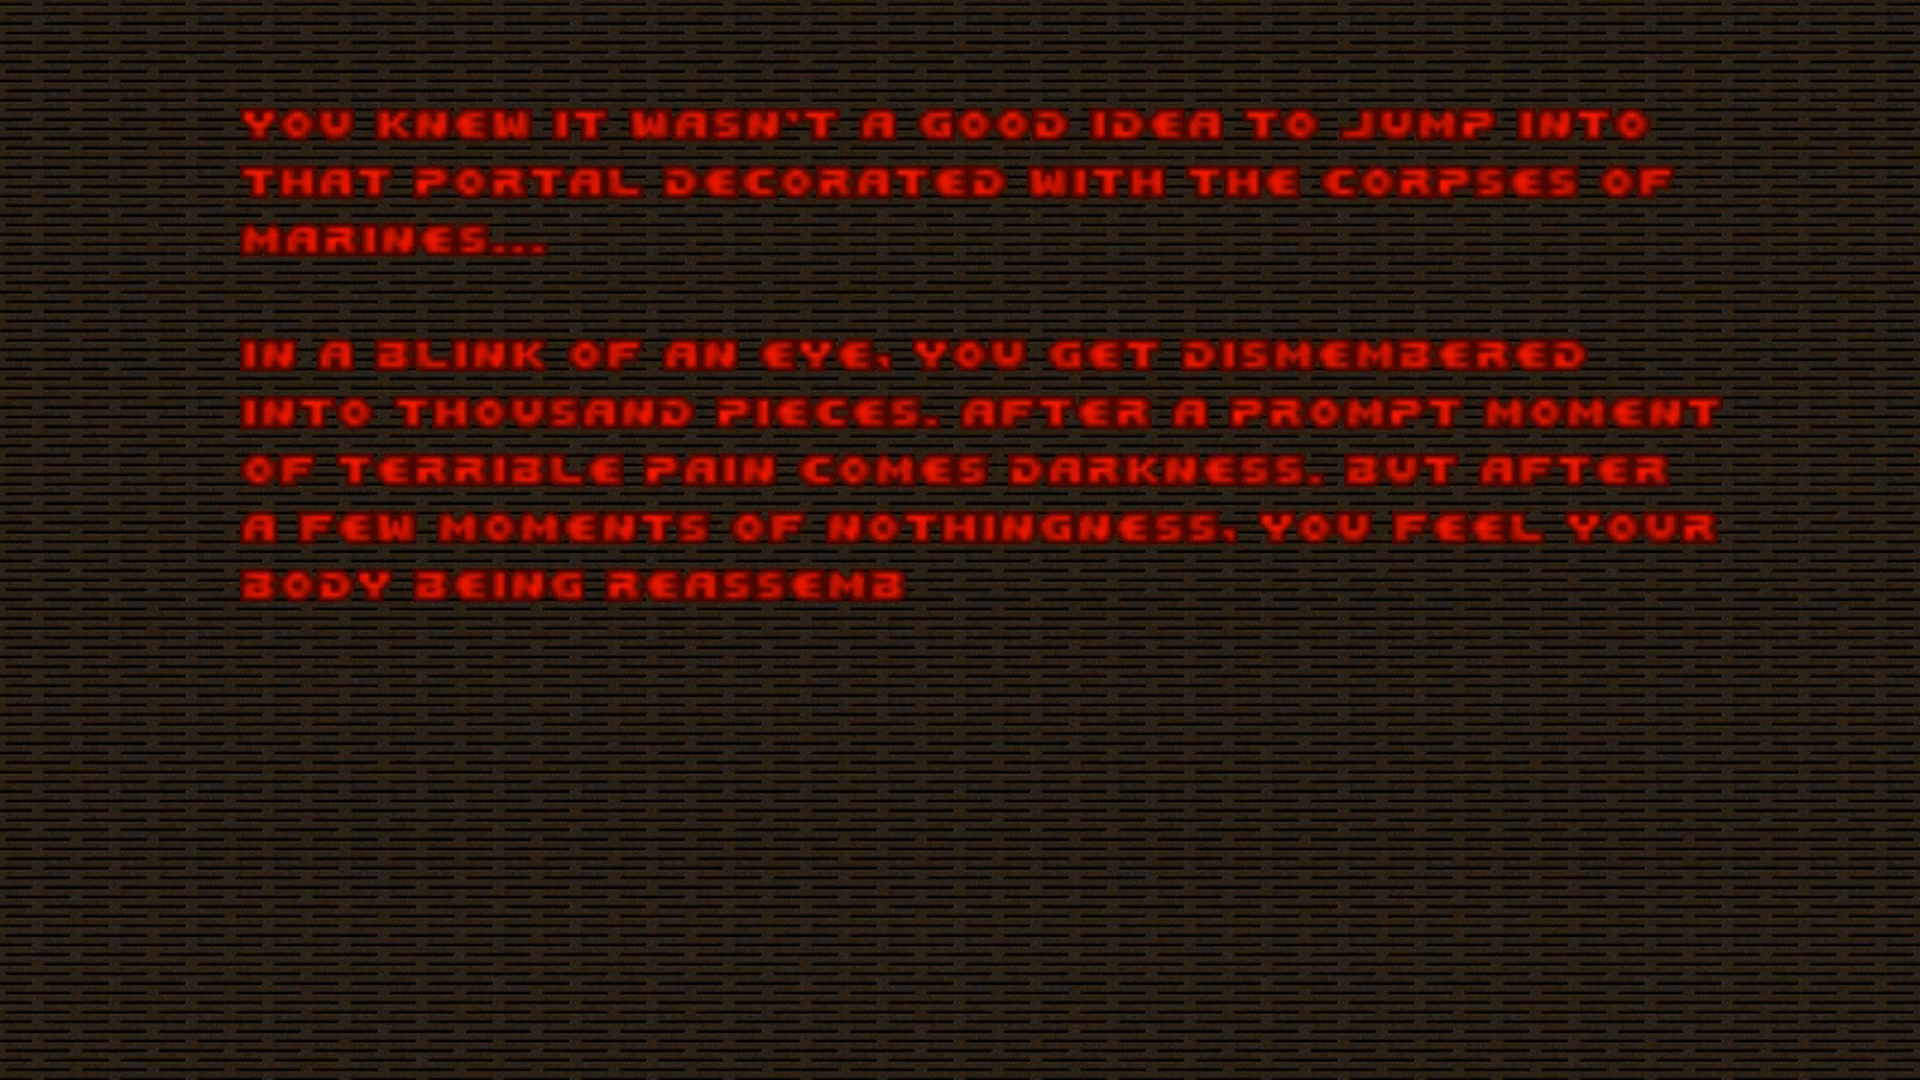 YOU KNEW IT WASN'T A GOOD IDEA TO JUMP INTO
THAT PORTAL DECORATED WITH THE CORPSES OF
MARINES...
IN A BLINK OF AN EYE, YOU GET DISMEMBERED
INTO THOUSAND PIECES. AFTER A PROMPT MOMENT
OF TERRIBLE PAIN COMES DARKNESS. BUT AFTER
A FEW MOMENTS OF NOTHINGNESS, YOU FEEL YOUR
BODY BEING REASSEMB